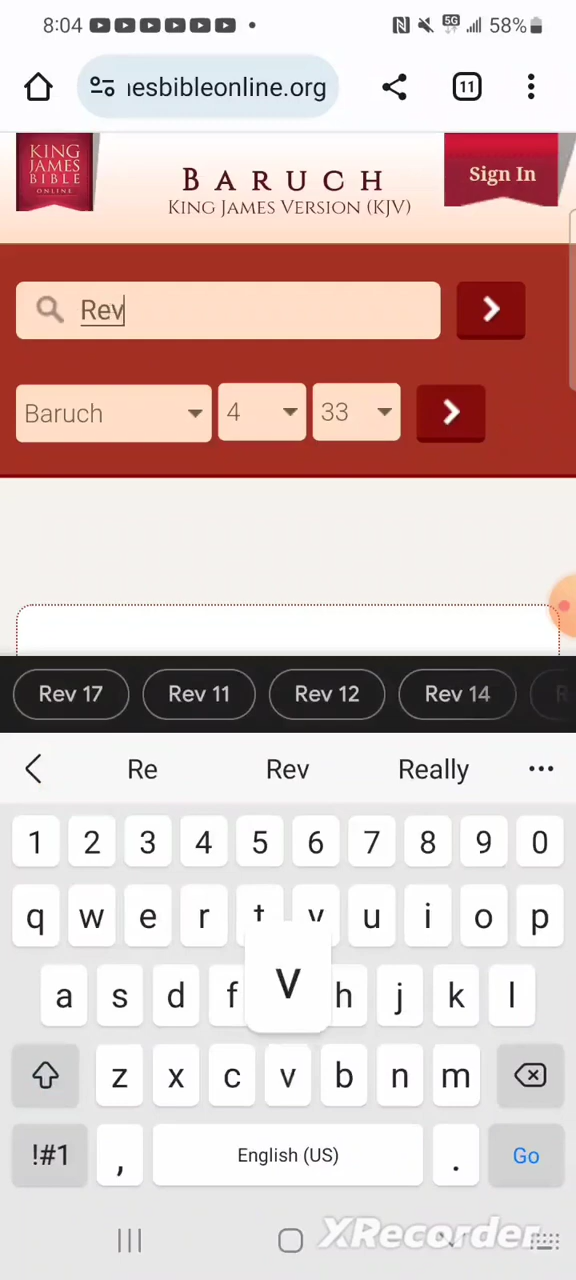 8:04 5G 58%
ıesbibleonline.org 11
KING
JAMES
BIBLE
ONLINE
BARUCH
KING JAMES VERSION (KJV)
Sign In
Rev
Baruch 4 33
Rev 17 Rev 11 Rev 12 Rev 14 R
Re Rev Really
1 2 3 4 5 6 7 8 9 0
q w e r t y u i o p
a s d f v h j k l
z x c v b n m
!#1 , English (US) . Go
XRecorder